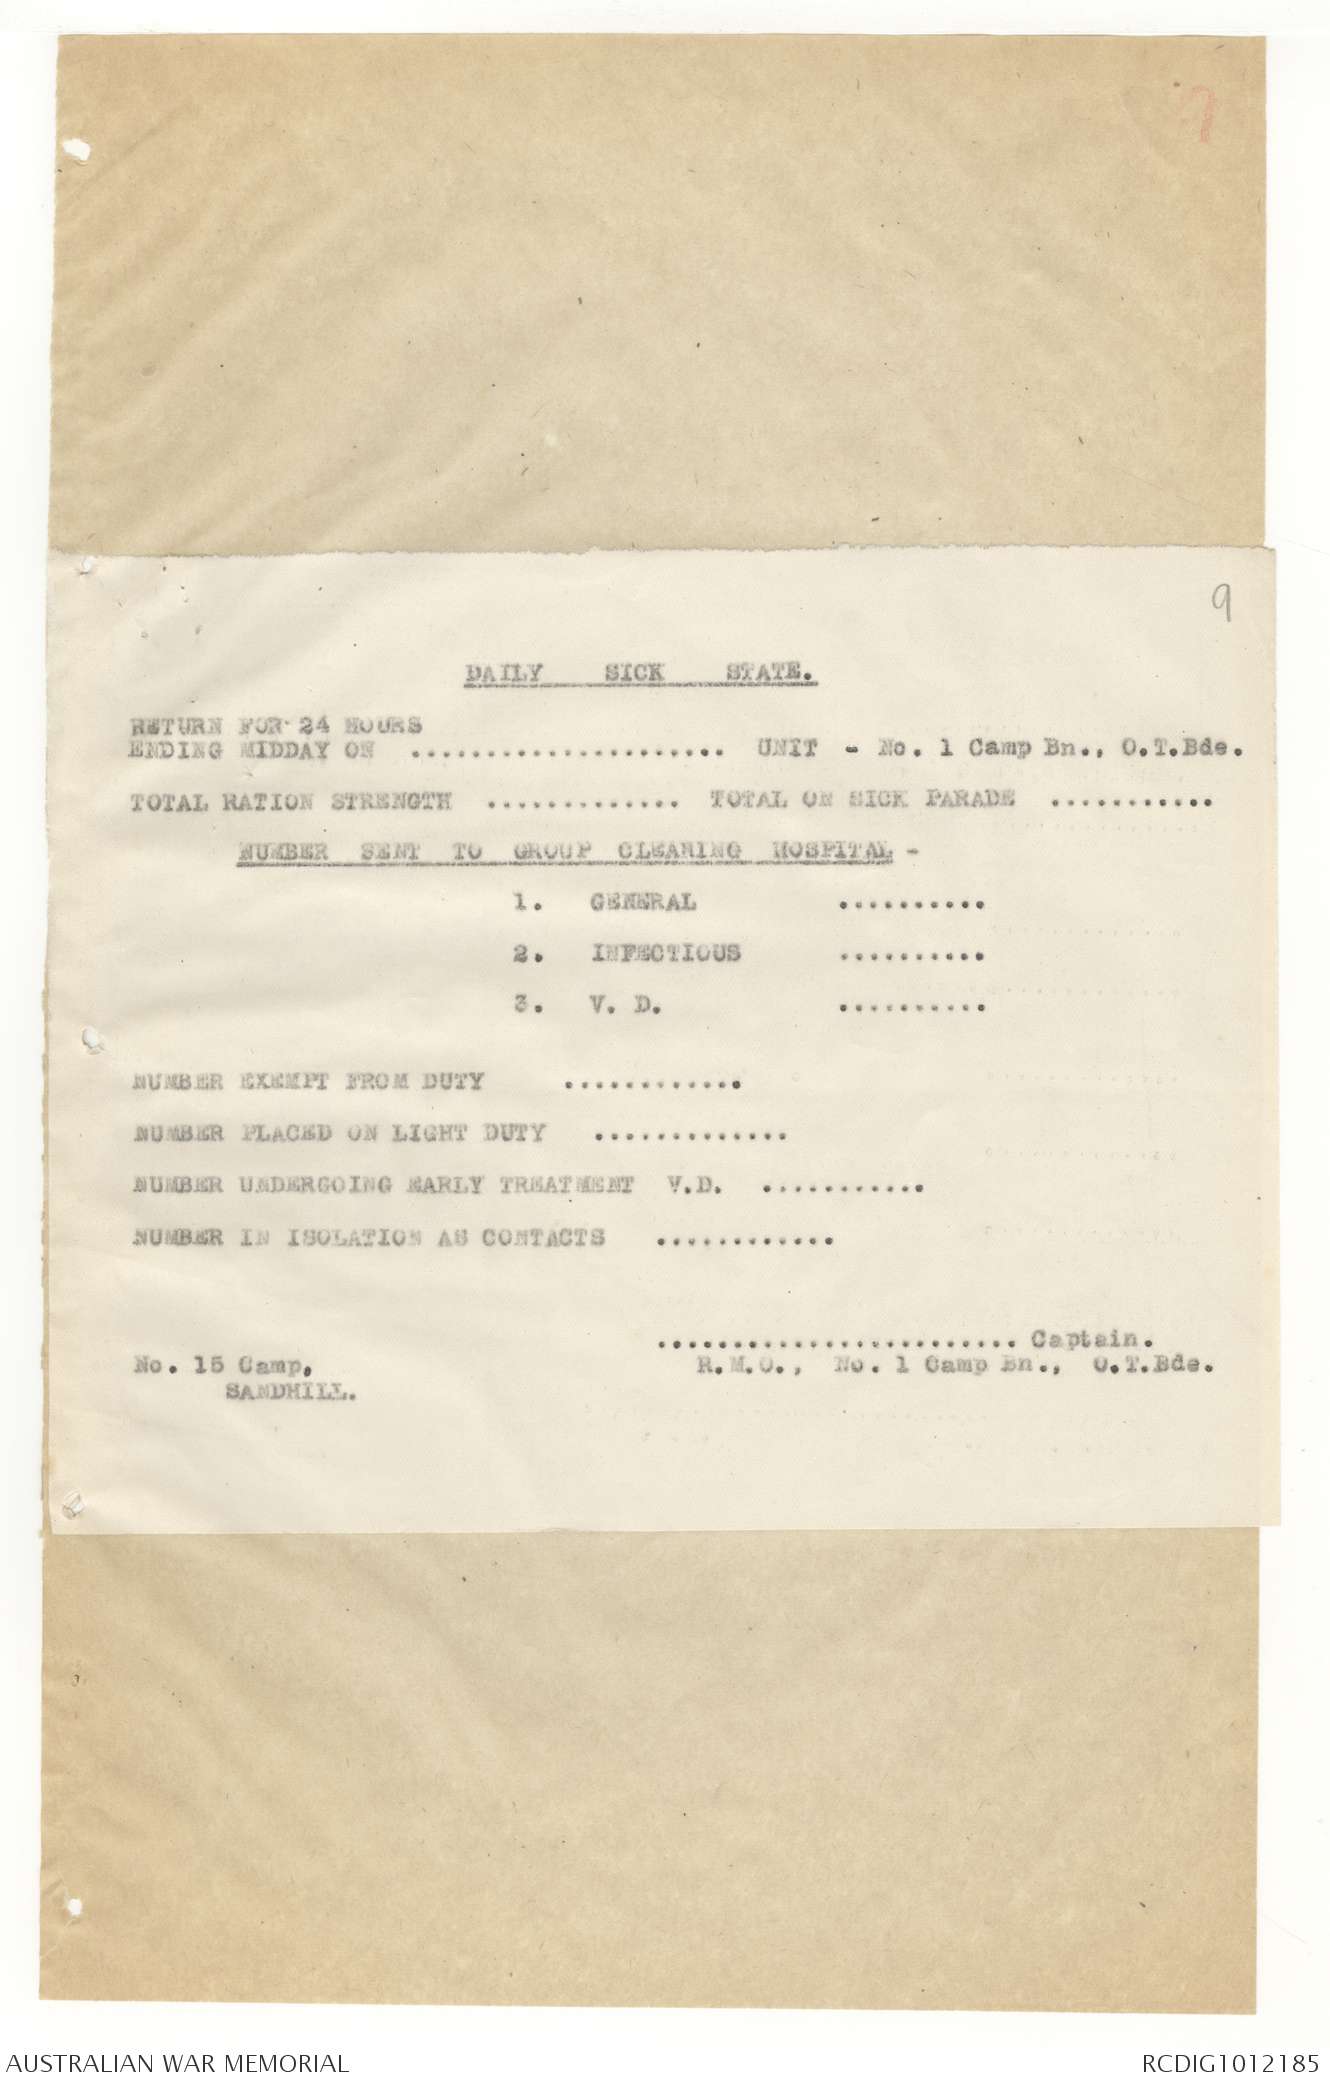 9
DAILY SICK STATE.
RETURN FOR 24 HOURS
ENDING MIDDAY ON ..................... UNIT - No. 1 Camp Bn., O.T.Bde.
TOTAL RATION STRENGTH ............. TOTAL ON SICK PARADE ...........
NUMBER SENT TO GROUP CLEARING HOSPITAL -
1. GENERAL ..........
2. INFECTIOUS ..........
3. V. D. ..........
NUMBER EXEMPT FROM DUTY ............
NUMBER PLACED ON LIGHT DUTY .............
NUMBER UNDERGOING EARLY TREATMENT V.D. ...........
NUMBER IN ISOLATION AS CONTACTS ............
........................ Captain.
No. 15 Camp, R.M.O., No. 1 Camp Bn., O.T.Bde.
SANDHILL.
AUSTRALIAN WAR MEMORIAL RCDIG1012185